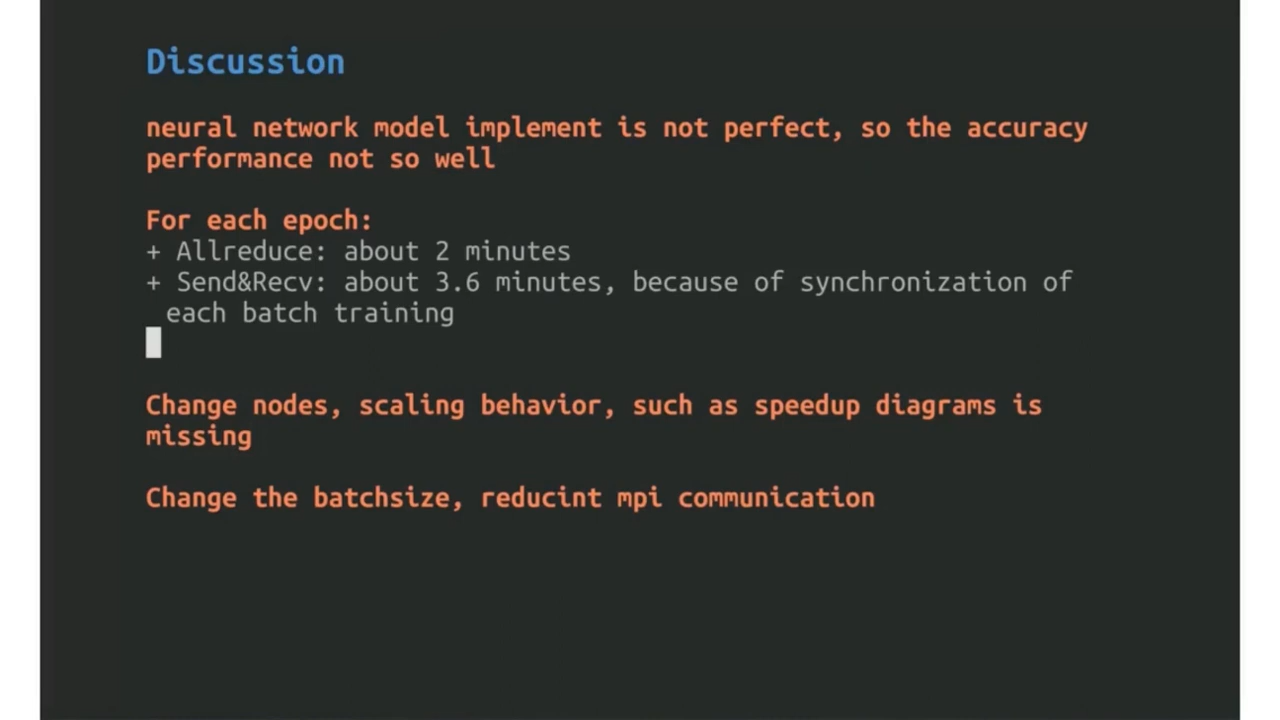 Discussion
neural network model implement is not perfect, so the accuracy
performance not so well
For each epoch:
+ Allreduce: about 2 minutes
+ Send&Recv: about 3.6 minutes, because of synchronization of
each batch training
Change nodes, scaling behavior, such as speedup diagrams is
missing
Change the batchsize, reducint mpi communication